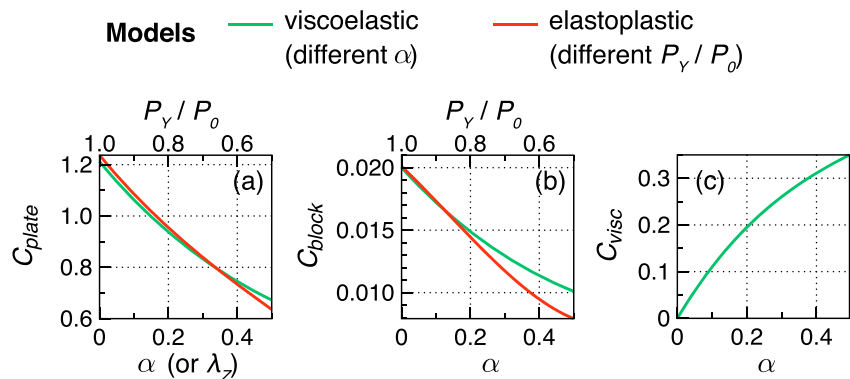 Models
viscoelastic
(different α)
elastoplastic
(different P_Y / P_0)
P_Y / P_0
1.0 0.8 0.6
C_plate
1.2
1.0
0.8
0.6
(a)
0 0.2 0.4
α (or λ_Z)
P_Y / P_0
1.0 0.8 0.6
C_block
0.020
0.015
0.010
(b)
0 0.2 0.4
α
C_visc
0.3
0.2
0.1
0
(c)
0 0.2 0.4
α